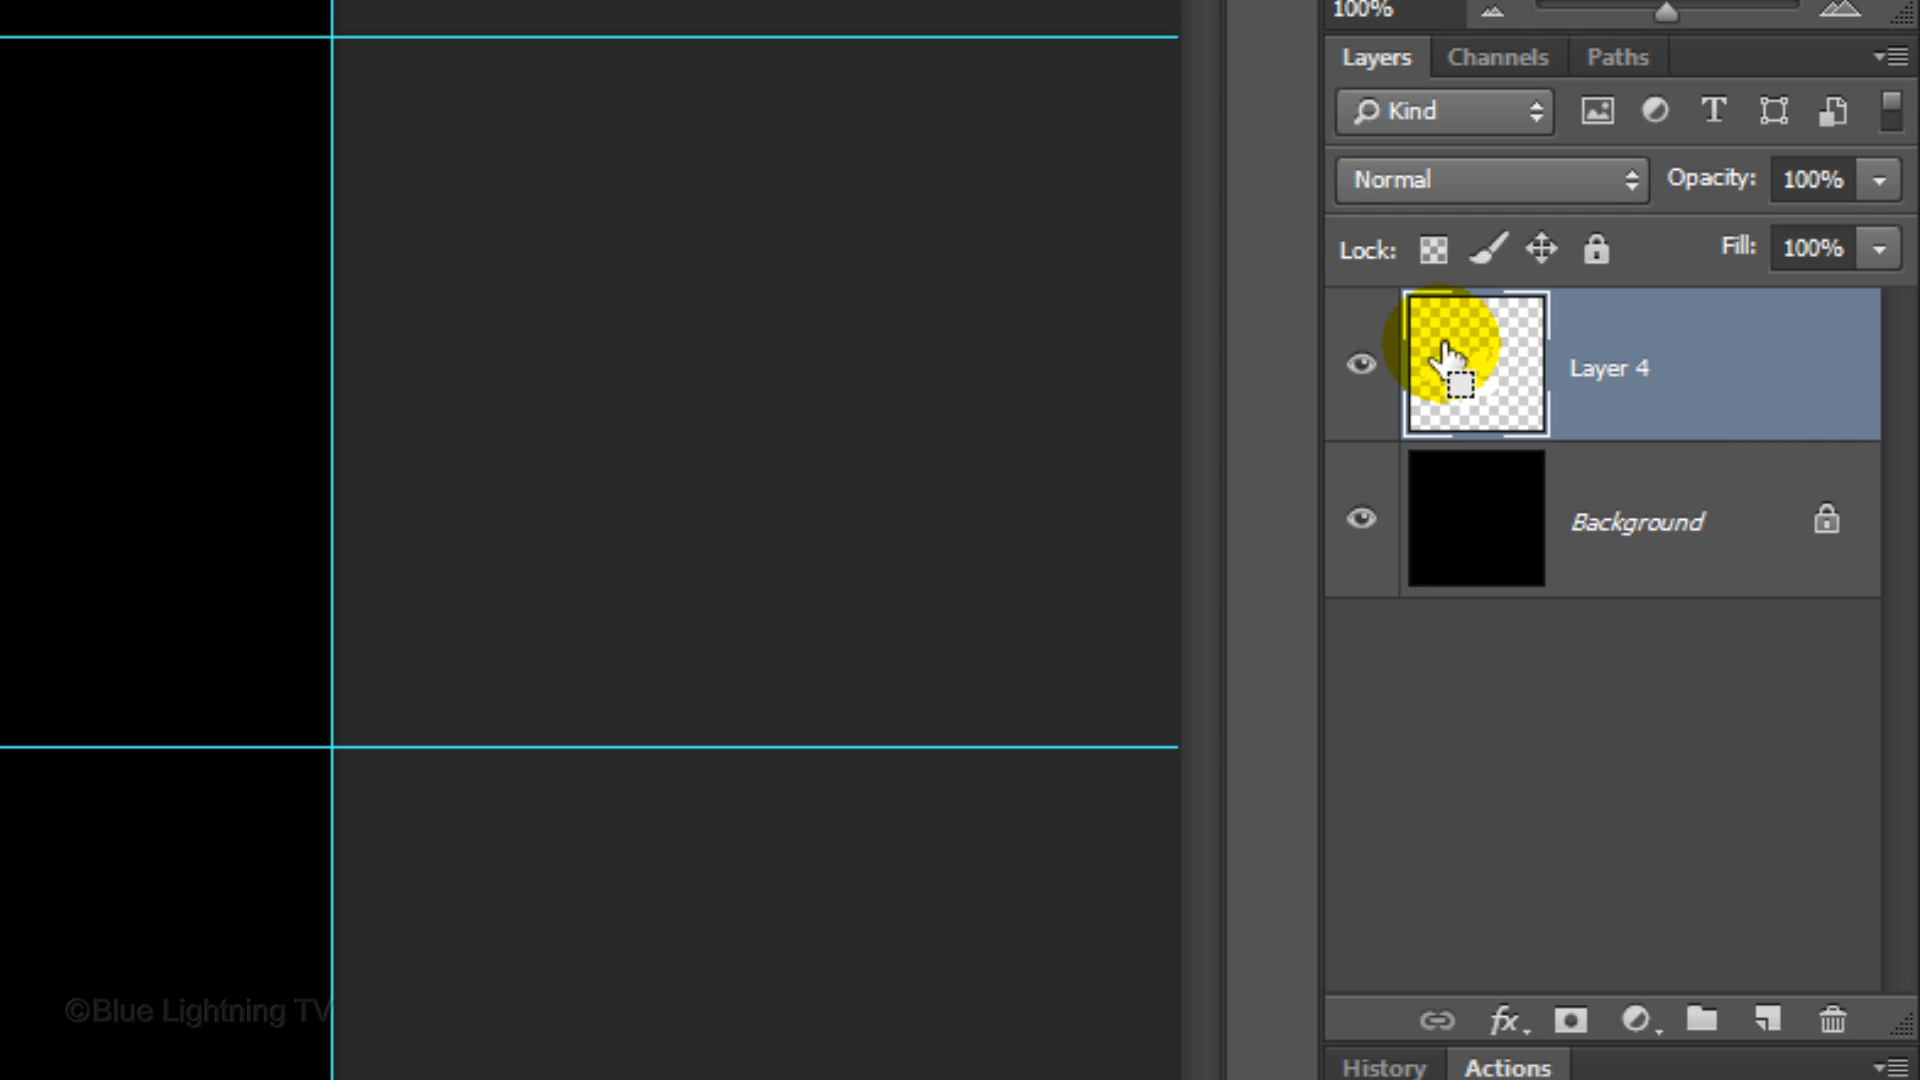 100%
Layers Channels Paths
Kind
Normal Opacity: 100%
Lock: Fill: 100%
Layer 4
Background
©Blue Lightning TV
fx
History Actions